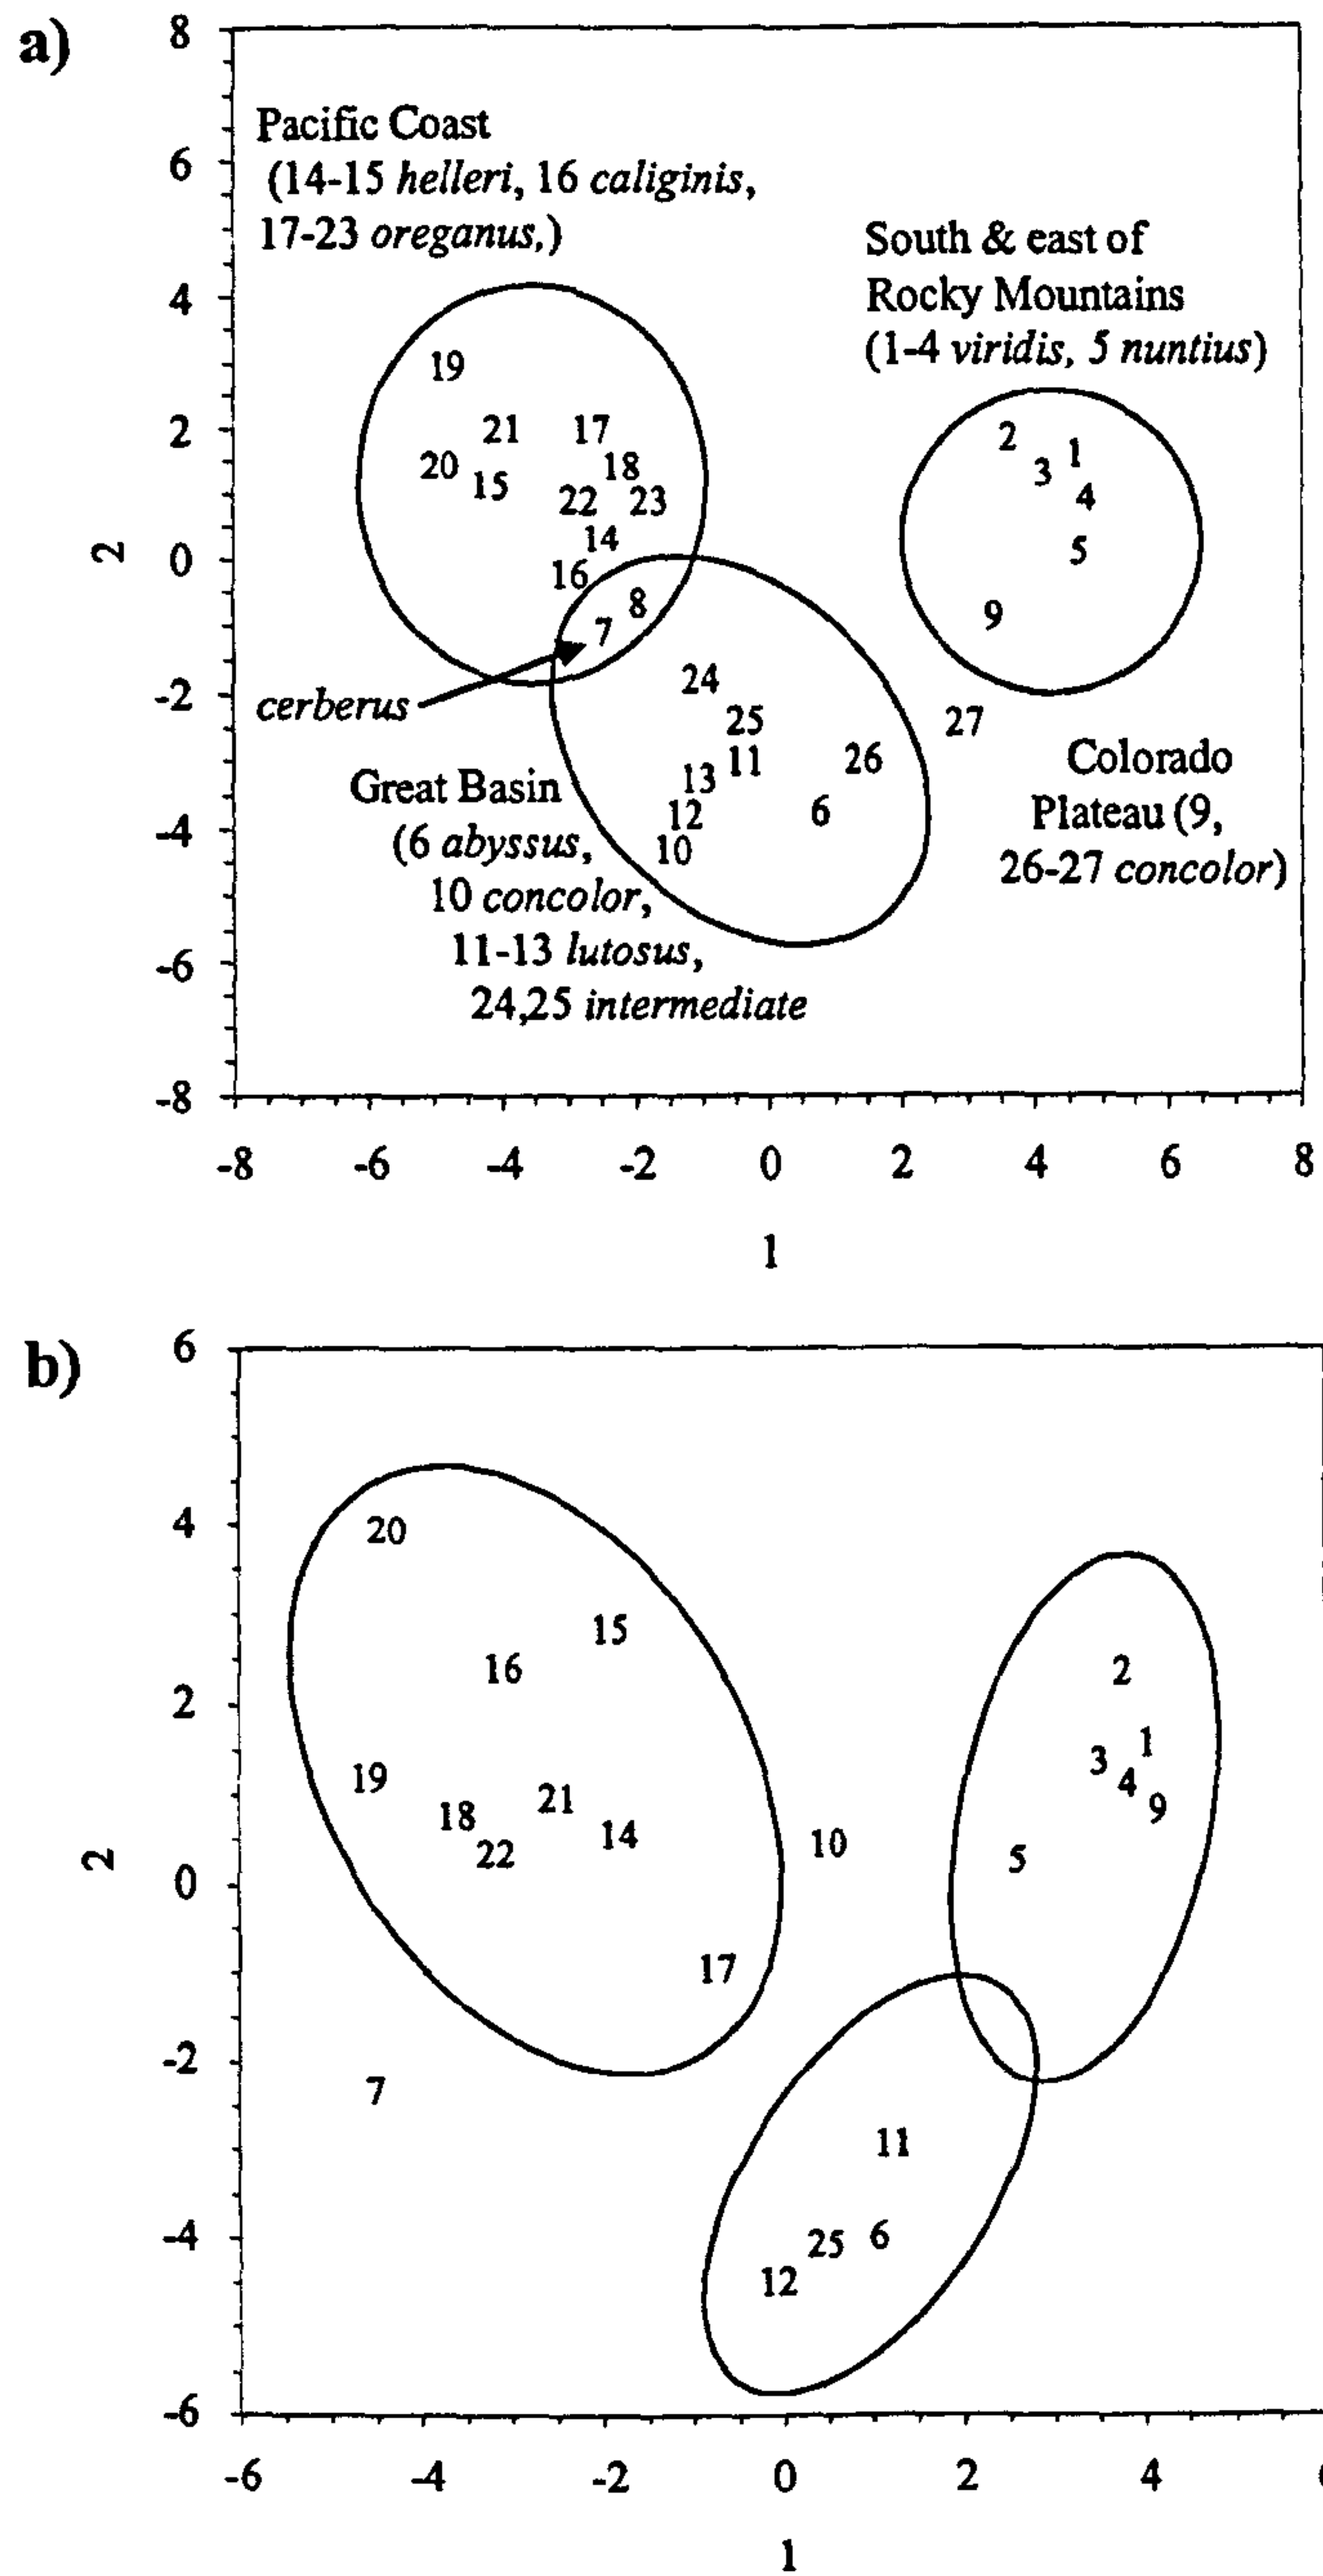 a)
8
Pacific Coast
(14-15 helleri, 16 caliginis,
17-23 oreganus,)
6
South & east of
Rocky Mountains
(1-4 viridis, 5 nuntius)
4
19
2
21 17 2 1
20 15 18 3
22 23 4
14 5
2
0
16
8
7 9
-2
24
cerberus
25 27
11 26 Colorado
Great Basin 13 Plateau (9,
12 6
-4
(6 abyssus, 10 26-27 concolor)
10 concolor,
11-13 lutosus,
-6
24,25 intermediate
-8
-8 -6 -4 -2 0 2 4 6 8
1
b)
6
4
20
15
16 2
2
1
19 3
21 4
18 9
14 10
22 5
2
0
17
-2
7
11
-4
25 6
12
-6
-6 -4 -2 0 2 4
1